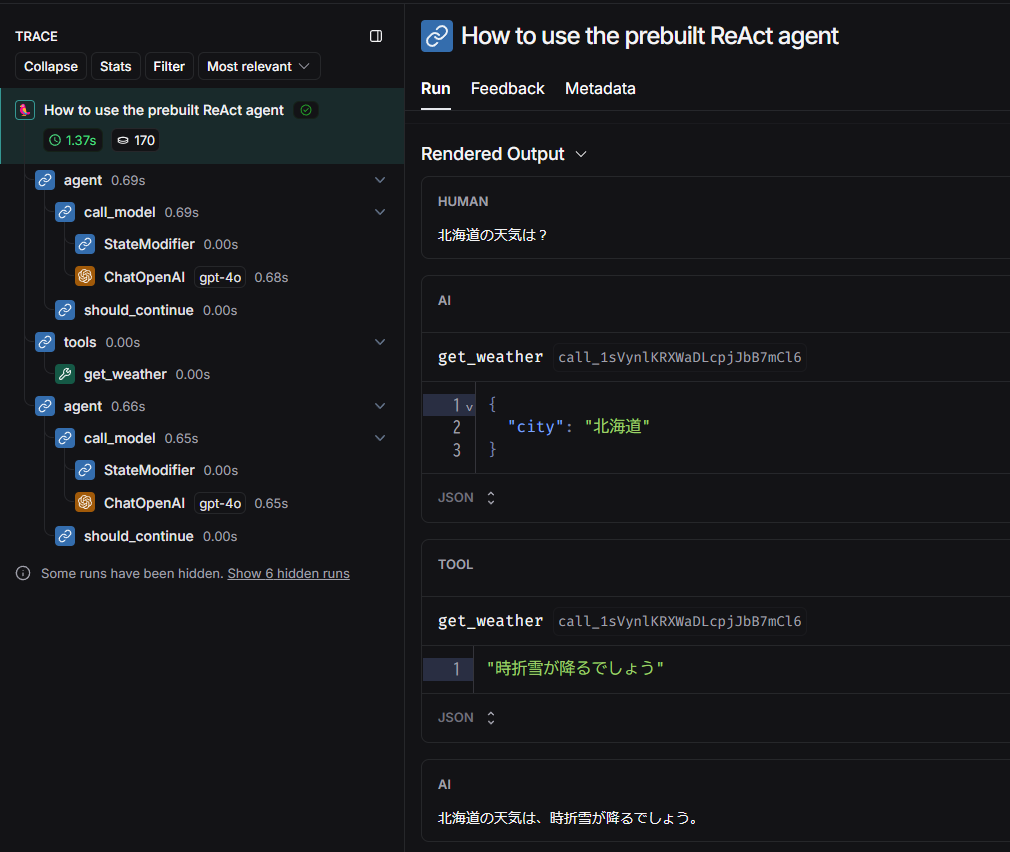 TRACE
Collapse Stats Filter Most relevant
How to use the prebuilt ReAct agent
1.37s 170
agent 0.69s
call_model 0.69s
StateModifier 0.00s
ChatOpenAI gpt-4o 0.68s
should_continue 0.00s
tools 0.00s
get_weather 0.00s
agent 0.66s
call_model 0.65s
StateModifier 0.00s
ChatOpenAI gpt-4o 0.65s
should_continue 0.00s
Some runs have been hidden. Show 6 hidden runs
How to use the prebuilt ReAct agent
Run Feedback Metadata
Rendered Output
HUMAN
北海道の天気は？
AI
get_weather call_1sVynlKRXWaDLcpjJbB7mCl6
1 {
2 "city": "北海道"
3 }
JSON
TOOL
get_weather call_1sVynlKRXWaDLcpjJbB7mCl6
1 "時折雪が降るでしょう"
JSON
AI
北海道の天気は、時折雪が降るでしょう。